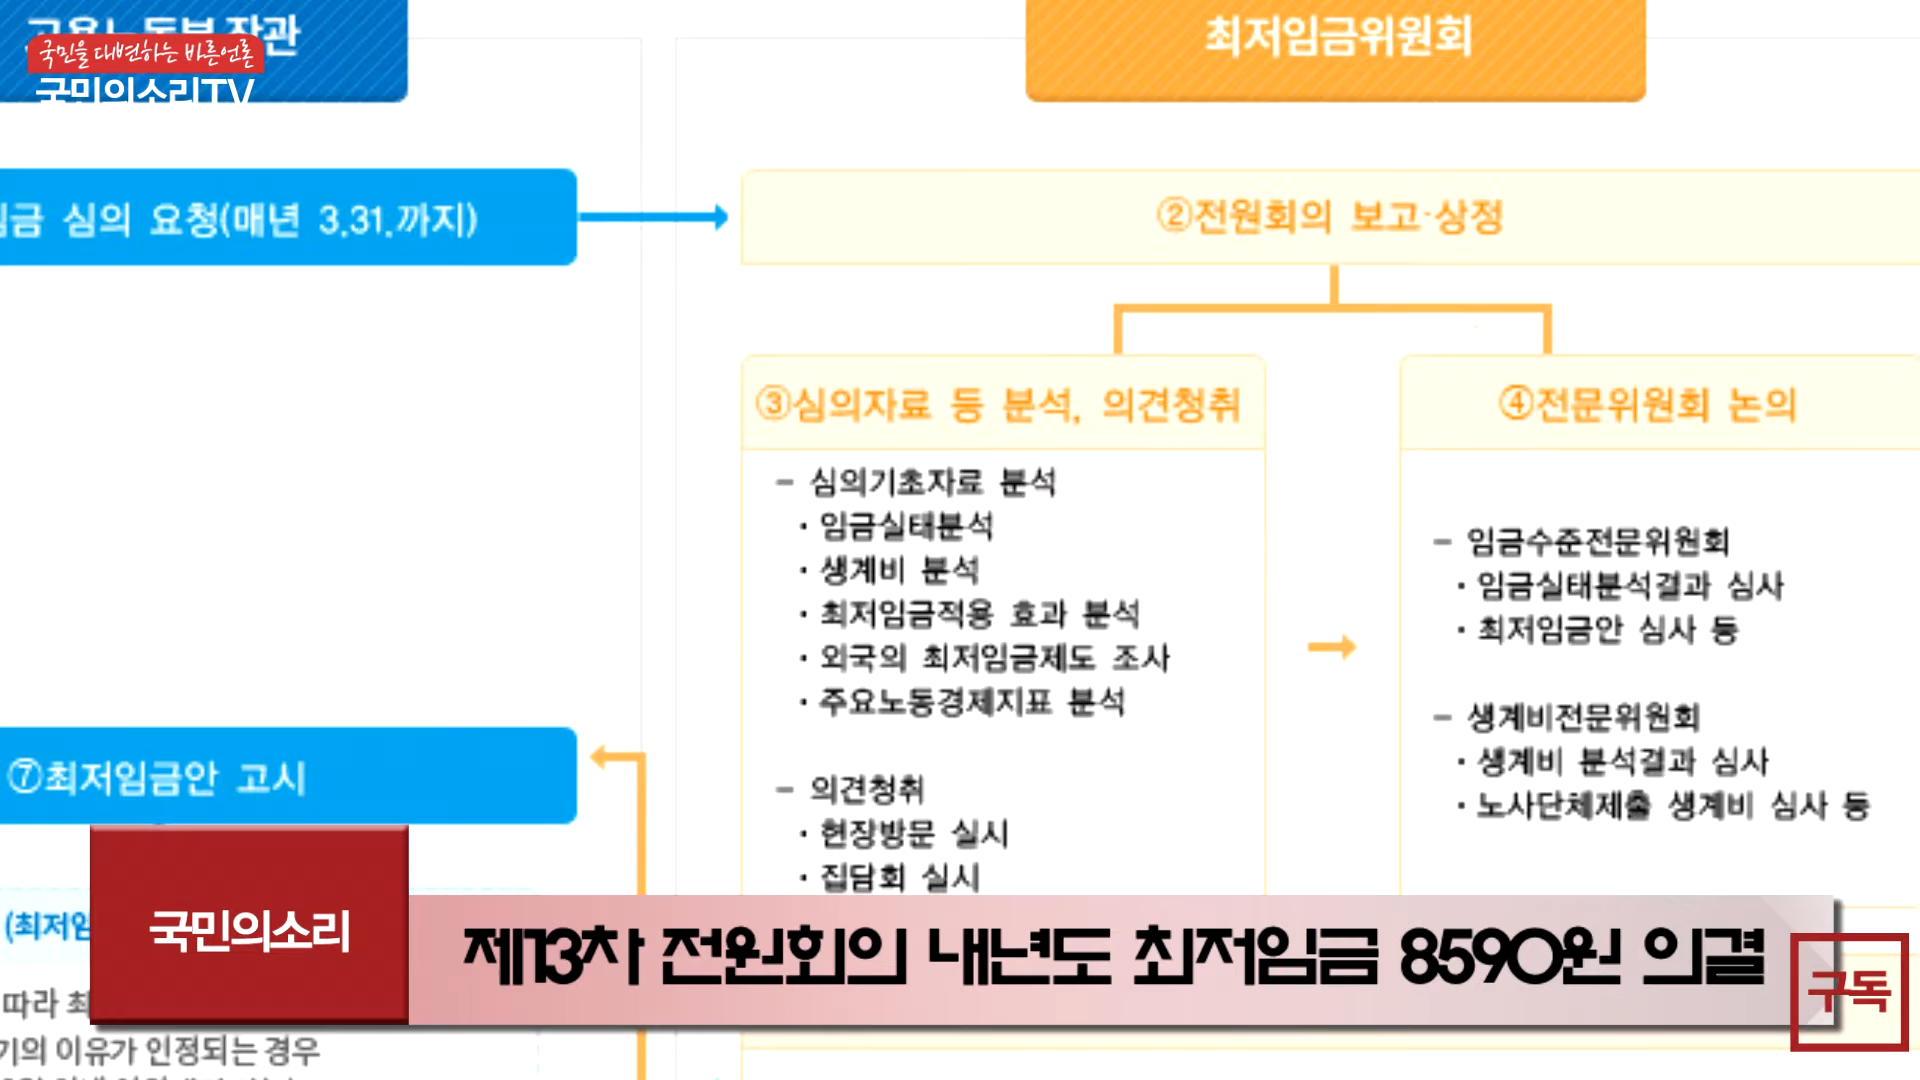 장관
국민을 대변하는 바른언론
국민의소리TV
최저임금위원회
심의 요청(매년 3.31.까지)
②전원회의 보고·상정
③심의자료 등 분석, 의견청취
- 심의기초자료 분석
· 임금실태분석
· 생계비 분석
· 최저임금적용 효과 분석
· 외국의 최저임금제도 조사
· 주요노동경제지표 분석
- 의견청취
· 현장방문 실시
· 집담회 실시
④전문위원회 논의
- 임금수준전문위원회
· 임금실태분석결과 심사
· 최저임금안 심사 등
- 생계비전문위원회
· 생계비 분석결과 심사
· 노사단체제출 생계비 심사 등
⑦최저임금안 고시
따라
이유가 인정되는 경우
국민의소리
제13차 전원회의 내년도 최저임금 8590원 의결
구독